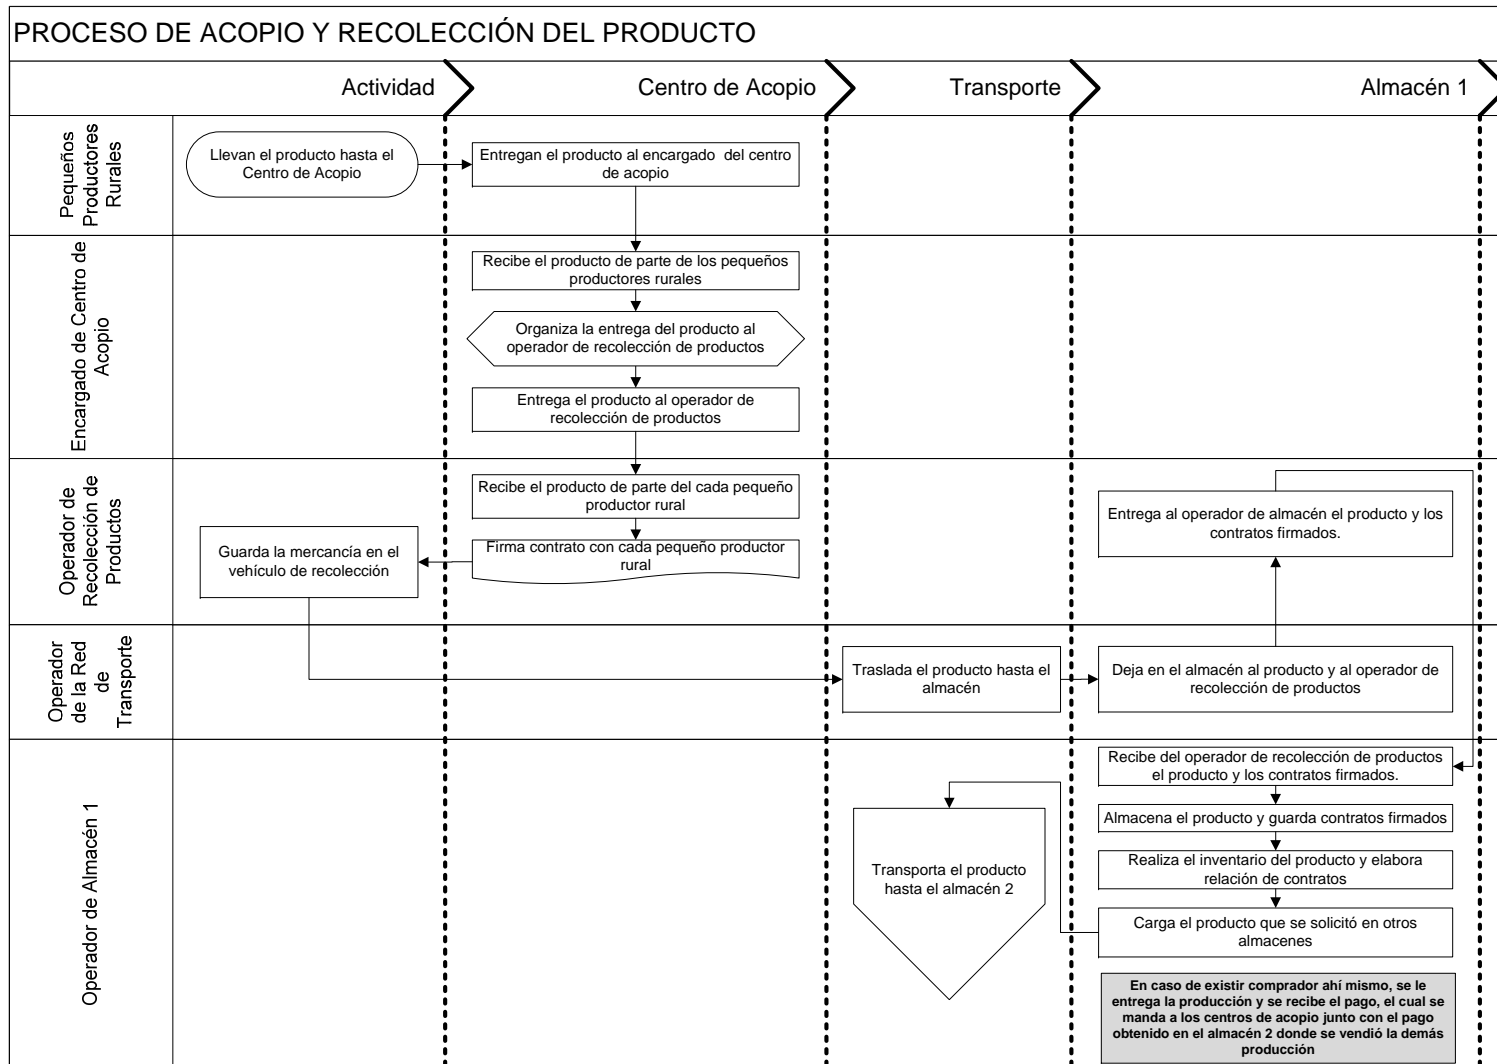 PROCESO DE ACOPIO Y RECOLECCIÓN DEL PRODUCTO
Actividad
Centro de Acopio
Transporte
Almacén 1
Pequeños
Productores
Rurales
Llevan el producto hasta el
Centro de Acopio
Entregan el producto al encargado del centro
de acopio
Encargado de Centro de
Acopio
Recibe el producto de parte de los pequeños
productores rurales
Organiza la entrega del producto al
operador de recolección de productos
Entrega el producto al operador de
recolección de productos
Operador de
Recolección de
Productos
Recibe el producto de parte del cada pequeño
productor rural
Firma contrato con cada pequeño productor
rural
Guarda la mercancía en el
vehículo de recolección
Entrega al operador de almacén el producto y los
contratos firmados.
Operador
de la Red
de
Transporte
Traslada el producto hasta el
almacén
Deja en el almacén al producto y al operador de
recolección de productos
Operador de Almacén 1
Recibe del operador de recolección de productos
el producto y los contratos firmados.
Almacena el producto y guarda contratos firmados
Realiza el inventario del producto y elabora
relación de contratos
Carga el producto que se solicitó en otros
almacenes
Transporta el producto
hasta el almacén 2
En caso de existir comprador ahí mismo, se le
entrega la producción y se recibe el pago, el cual se
manda a los centros de acopio junto con el pago
obtenido en el almacén 2 donde se vendió la demás
producción